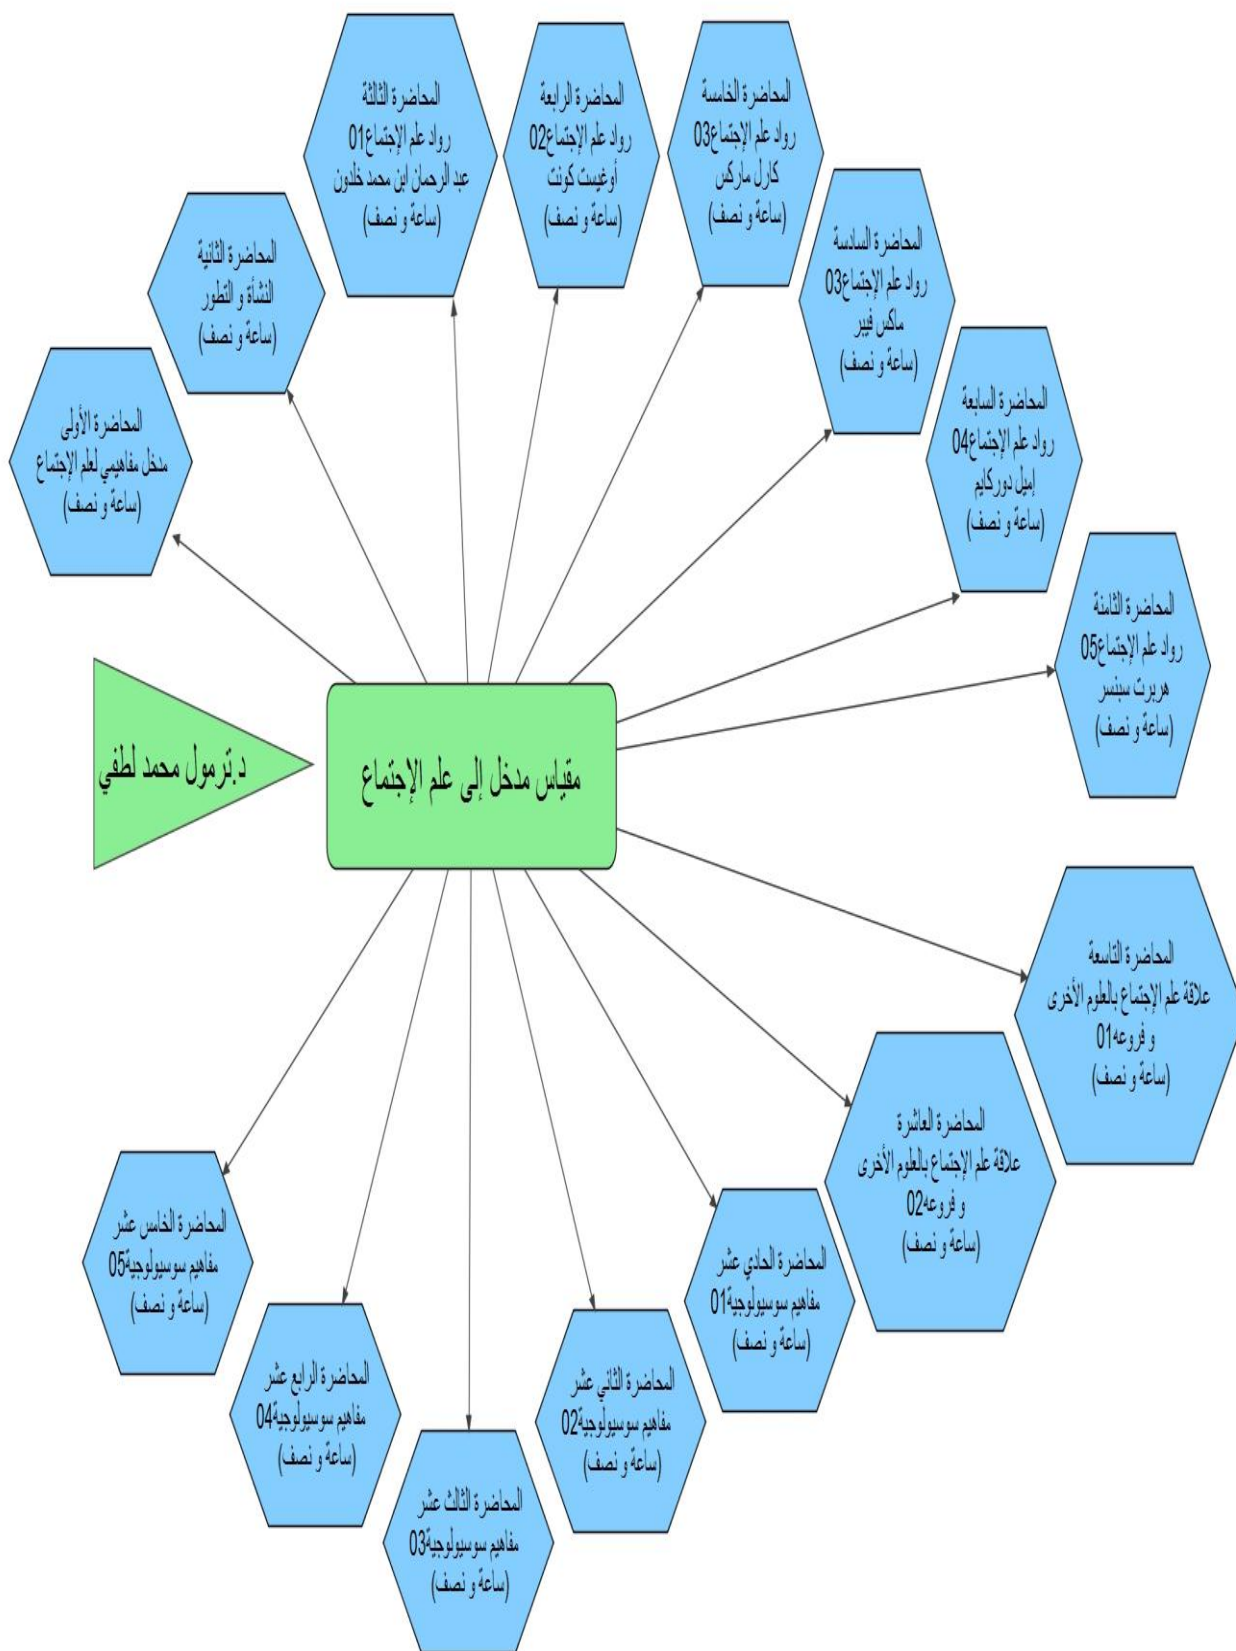 المحاضرة الأولى
مدخل مفاهيمي لعلم الإجتماع
(ساعة و نصف)
المحاضرة الثانية
النشأة و التطور
(ساعة و نصف)
المحاضرة الثالثة
رواد علم الإجتماع01
عبد الرحمان ابن محمد خلدون
(ساعة و نصف)
المحاضرة الرابعة
رواد علم الإجتماع02
أوغيست كونت
(ساعة و نصف)
المحاضرة الخامسة
رواد علم الإجتماع03
كارل ماركس
(ساعة و نصف)
المحاضرة السادسة
رواد علم الإجتماع03
ماكس فيبر
(ساعة و نصف)
المحاضرة السابعة
رواد علم الإجتماع04
إميل دوركايم
(ساعة و نصف)
المحاضرة الثامنة
رواد علم الإجتماع05
هربرت سبنسر
(ساعة و نصف)
مقياس مدخل إلى علم الإجتماع
د.ترمول محمد لطفي
المحاضرة التاسعة
علاقة علم الإجتماع بالعلوم الأخرى
و فروعه01
(ساعة و نصف)
المحاضرة العاشرة
علاقة علم الإجتماع بالعلوم الأخرى
و فروعه02
(ساعة و نصف)
المحاضرة الحادي عشر
مفاهيم سوسيولوجية01
(ساعة و نصف)
المحاضرة الثاني عشر
مفاهيم سوسيولوجية02
(ساعة و نصف)
المحاضرة الثالث عشر
مفاهيم سوسيولوجية03
(ساعة و نصف)
المحاضرة الرابع عشر
مفاهيم سوسيولوجية04
(ساعة و نصف)
المحاضرة الخامس عشر
مفاهيم سوسيولوجية05
(ساعة و نصف)